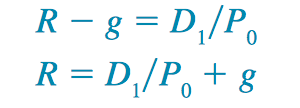 R − g = D₁/P₀
R = D₁/P₀ + g